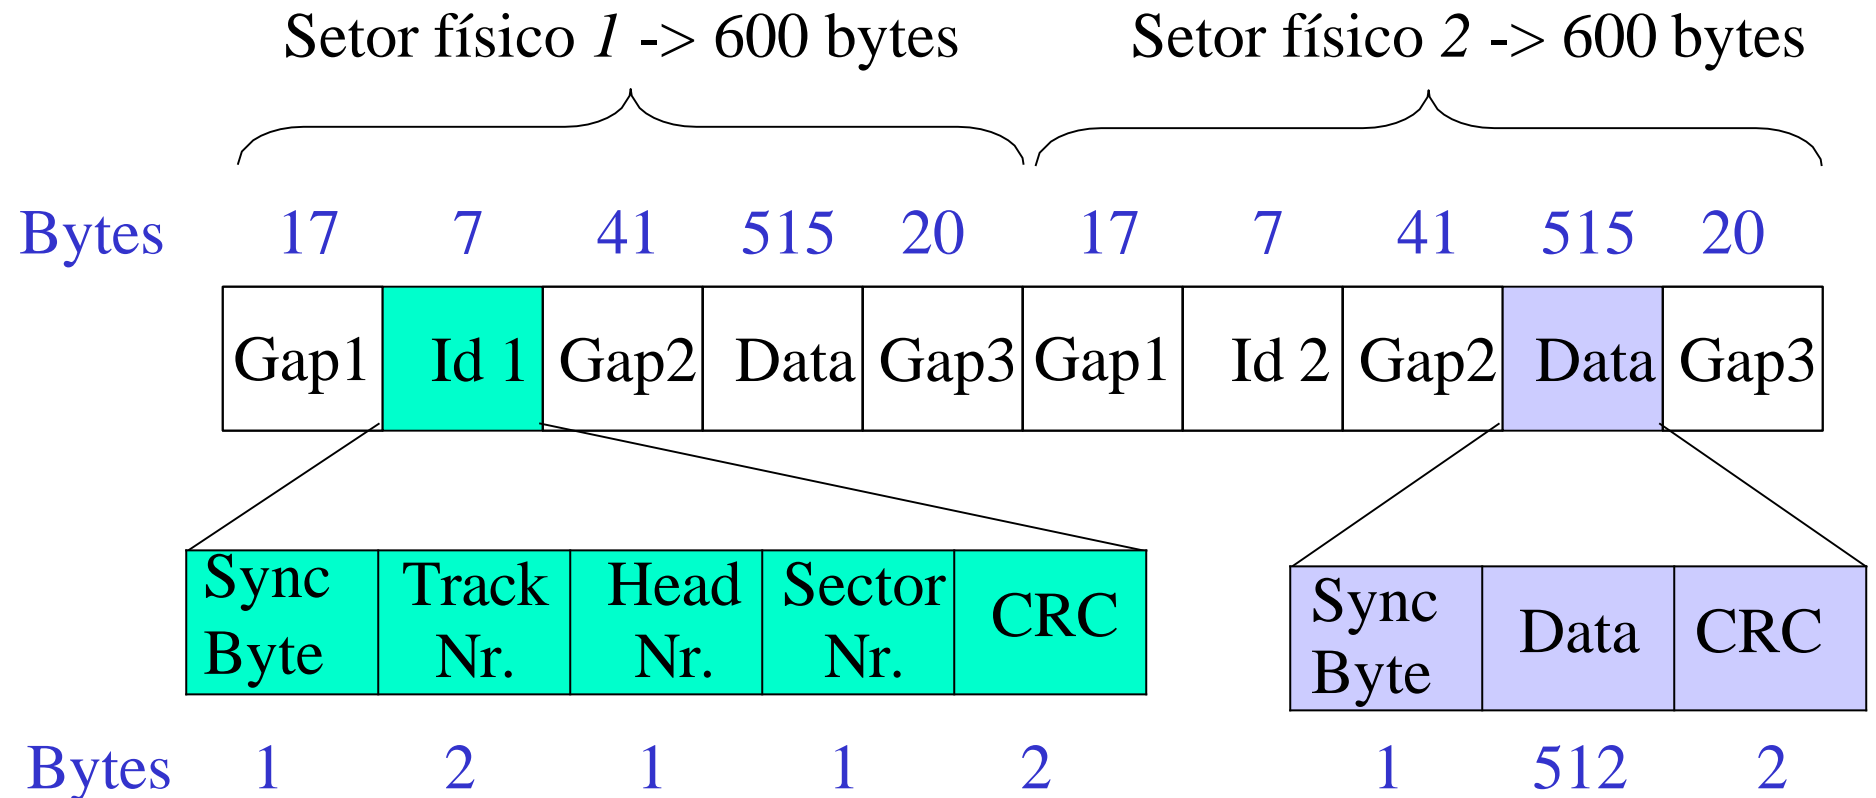 Setor físico 1 -> 600 bytes Setor físico 2 -> 600 bytes
Bytes 17 7 41 515 20 17 7 41 515 20
Gap1 Id 1 Gap2 Data Gap3 Gap1 Id 2 Gap2 Data Gap3
Sync Byte
Track Nr.
Head Nr.
Sector Nr.
CRC
Sync Byte
Data
CRC
Bytes 1 2 1 1 2 1 512 2